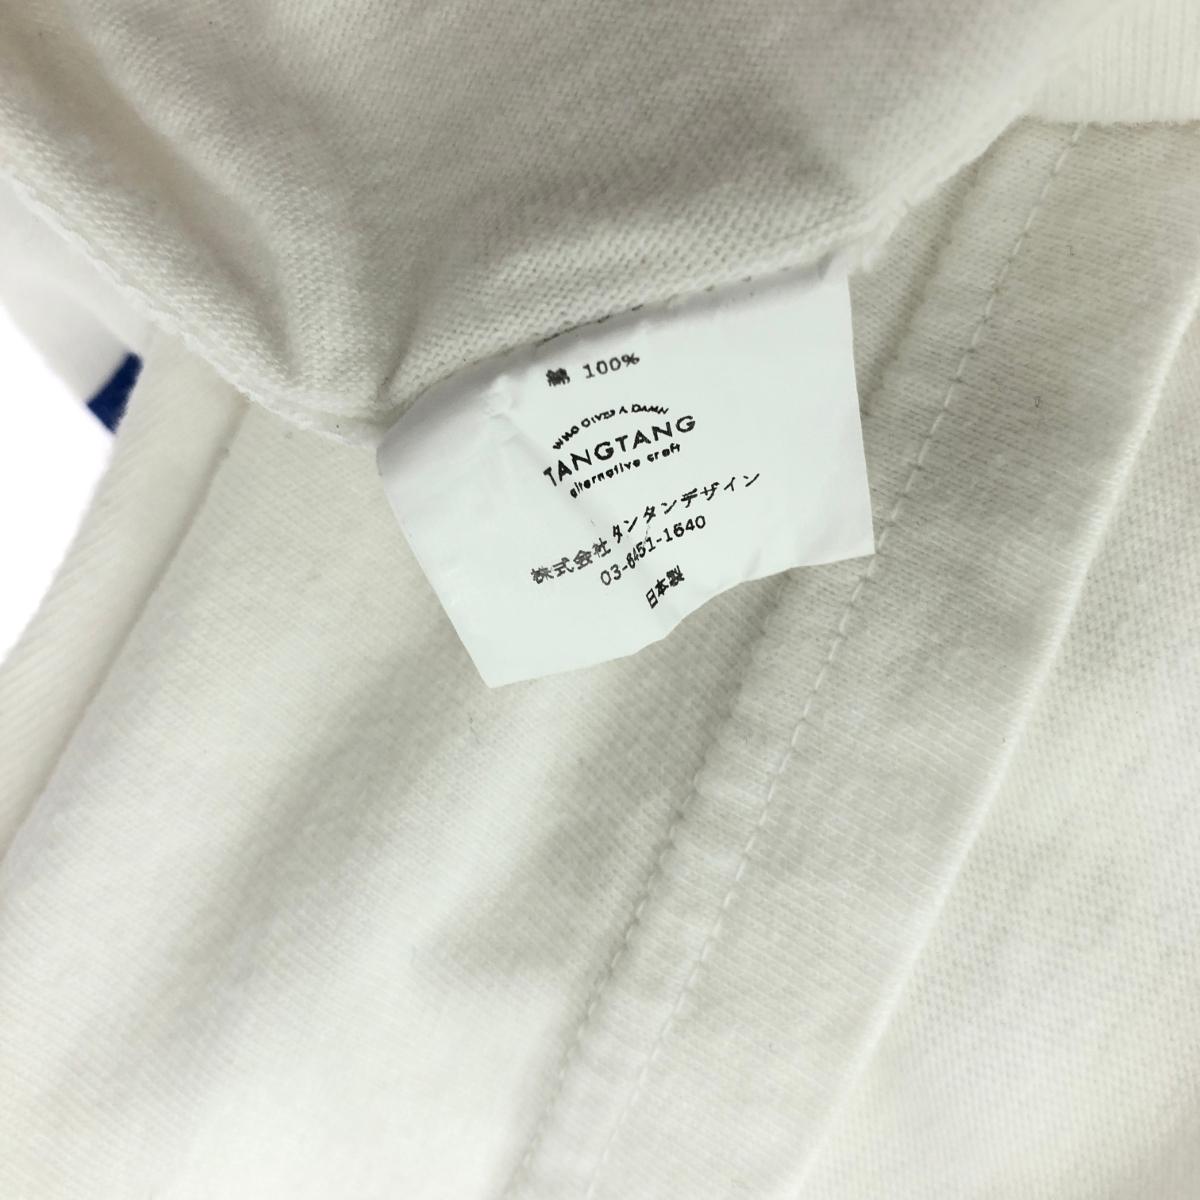 綿 100%
WHO GIVES A DAMN
TANGTANG
alternative craft
株式会社タンタンデザイン
03-6451-1640
日本製